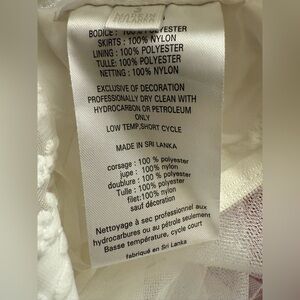 BODICE : 100% POLYESTER
SKIRTS : 100% NYLON
LINING : 100% POLYESTER
TULLE: 100% POLYESTER
NETTING : 100% NYLON
EXCLUSIVE OF DECORATION
PROFESSIONALLY DRY CLEAN WITH
HYDROCARBON OR PETROLEUM
ONLY
LOW TEMP,SHORT CYCLE
MADE IN SRI LANKA
corsage : 100 % polyester
jupe : 100% nylon
doublure : 100% polyester
Tulle : 100% polyester
filet:100% nylon
sauf décoration
Nettoyage à sec professionnel aux
hydrocarbures ou au pétrole seulement
Basse température, cycle court
fabriqué en Sri Lanka